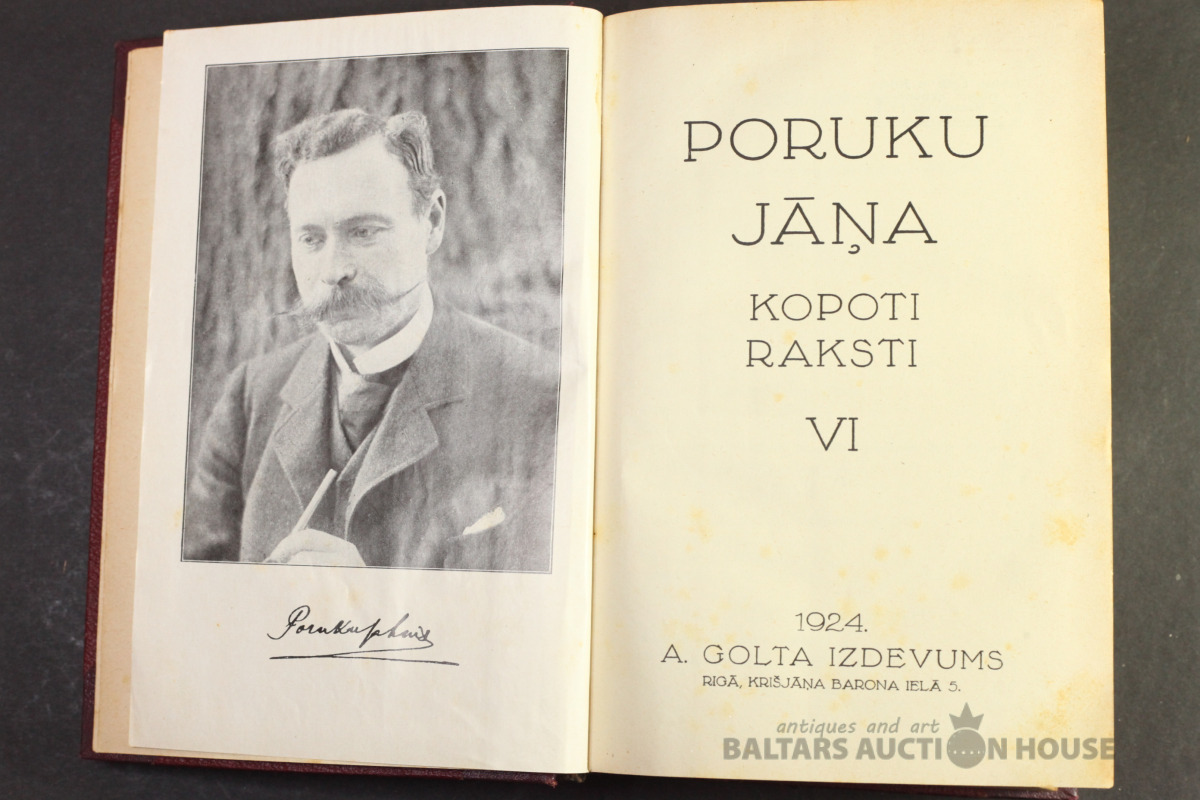 Poruku Jahnis
PORUKU
JĀŅA
KOPOTI
RAKSTI
VI
1924.
A. GOLTA IZDEVUMS
RIGĀ, KRIŠJĀŅA BARONA IELĀ 5.
antiques and art
BALTARS AUCTION HOUSE